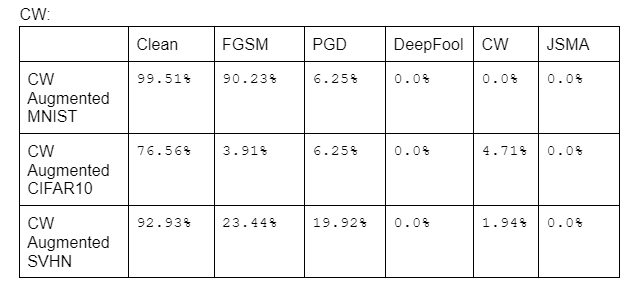 CW:
Clean FGSM PGD DeepFool CW JSMA
CW Augmented MNIST 99.51% 90.23% 6.25% 0.0% 0.0% 0.0%
CW Augmented CIFAR10 76.56% 3.91% 6.25% 0.0% 4.71% 0.0%
CW Augmented SVHN 92.93% 23.44% 19.92% 0.0% 1.94% 0.0%